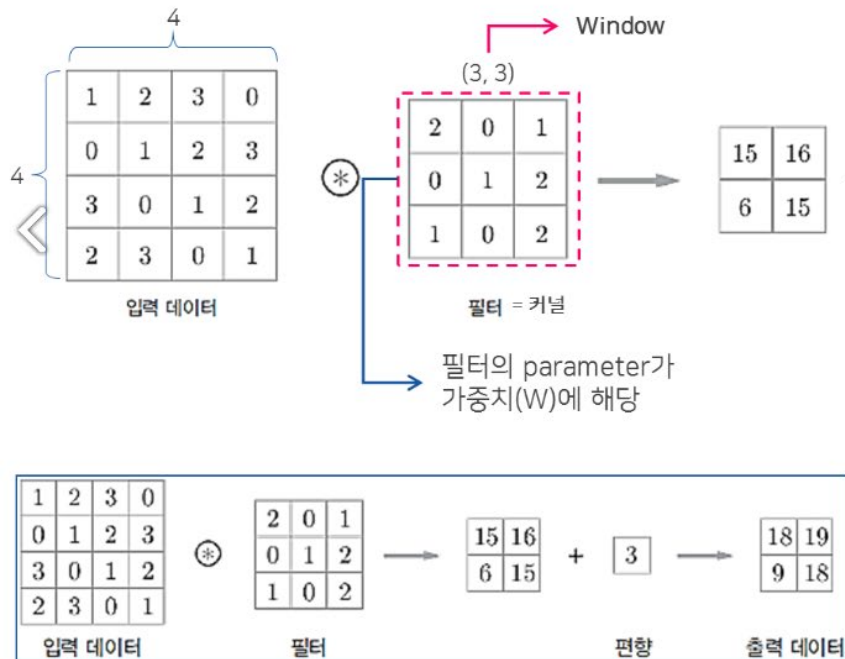 4
Window
(3, 3)
4
1 2 3 0
0 1 2 3
3 0 1 2
2 3 0 1
입력 데이터
*
2 0 1
0 1 2
1 0 2
필터 = 커널
15 16
6 15
필터의 parameter가
가중치(W)에 해당
1 2 3 0
0 1 2 3
3 0 1 2
2 3 0 1
입력 데이터
*
2 0 1
0 1 2
1 0 2
필터
15 16
6 15
+
3
편향
18 19
9 18
출력 데이터